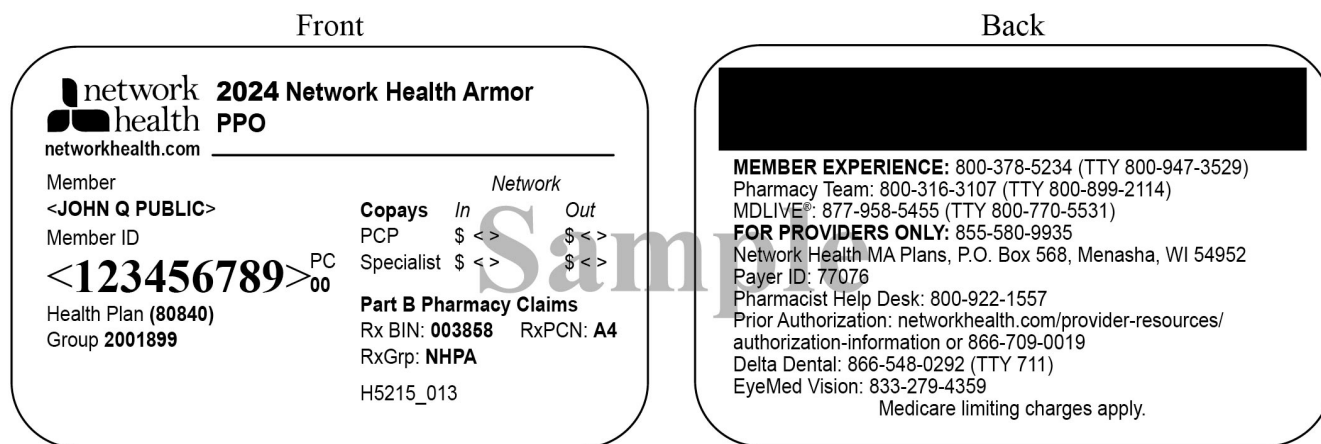 Front
network health
networkhealth.com
2024 Network Health Armor
PPO
Member
<JOHN Q PUBLIC>
Member ID
<123456789> PC 00
Health Plan (80840)
Group 2001899
Network
Copays In Out
PCP $ < > $ < >
Specialist $ < > $ < >
Part B Pharmacy Claims
Rx BIN: 003858 RxPCN: A4
RxGrp: NHPA
H5215_013
Sample
Back
MEMBER EXPERIENCE: 800-378-5234 (TTY 800-947-3529)
Pharmacy Team: 800-316-3107 (TTY 800-899-2114)
MDLIVE®: 877-958-5455 (TTY 800-770-5531)
FOR PROVIDERS ONLY: 855-580-9935
Network Health MA Plans, P.O. Box 568, Menasha, WI 54952
Payer ID: 77076
Pharmacist Help Desk: 800-922-1557
Prior Authorization: networkhealth.com/provider-resources/
authorization-information or 866-709-0019
Delta Dental: 866-548-0292 (TTY 711)
EyeMed Vision: 833-279-4359
Medicare limiting charges apply.